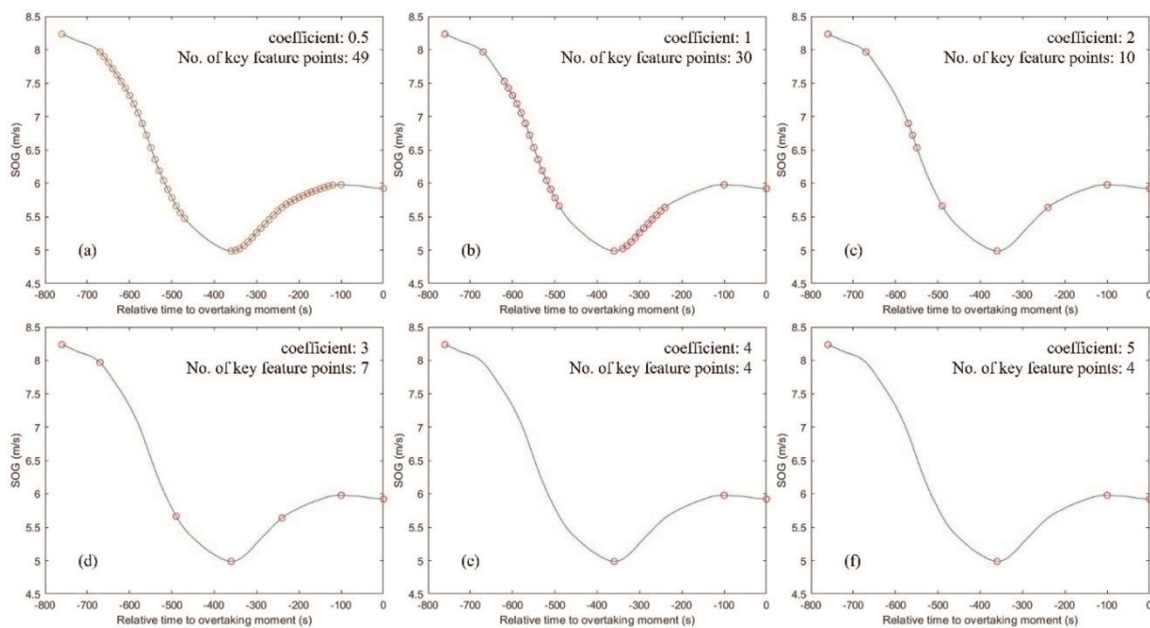 8.5
coefficient: 0.5
No. of key feature points: 49
8
7.5
7
6.5
6
5.5
5
4.5
SOG (m/s)
(a)
-800 -700 -600 -500 -400 -300 -200 -100 0
Relative time to overtaking moment (s)
8.5
coefficient: 1
No. of key feature points: 30
8
7.5
7
6.5
6
5.5
5
4.5
SOG (m/s)
(b)
-800 -700 -600 -500 -400 -300 -200 -100 0
Relative time to overtaking moment (s)
8.5
coefficient: 2
No. of key feature points: 10
8
7.5
7
6.5
6
5.5
5
4.5
SOG (m/s)
(c)
-800 -700 -600 -500 -400 -300 -200 -100 0
Relative time to overtaking moment (s)
8.5
coefficient: 3
No. of key feature points: 7
8
7.5
7
6.5
6
5.5
5
4.5
SOG (m/s)
(d)
-800 -700 -600 -500 -400 -300 -200 -100 0
Relative time to overtaking moment (s)
8.5
coefficient: 4
No. of key feature points: 4
8
7.5
7
6.5
6
5.5
5
4.5
SOG (m/s)
(e)
-800 -700 -600 -500 -400 -300 -200 -100 0
Relative time to overtaking moment (s)
8.5
coefficient: 5
No. of key feature points: 4
8
7.5
7
6.5
6
5.5
5
4.5
SOG (m/s)
(f)
-800 -700 -600 -500 -400 -300 -200 -100 0
Relative time to overtaking moment (s)